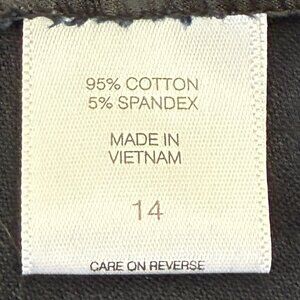 95% COTTON
5% SPANDEX
MADE IN
VIETNAM
14
CARE ON REVERSE